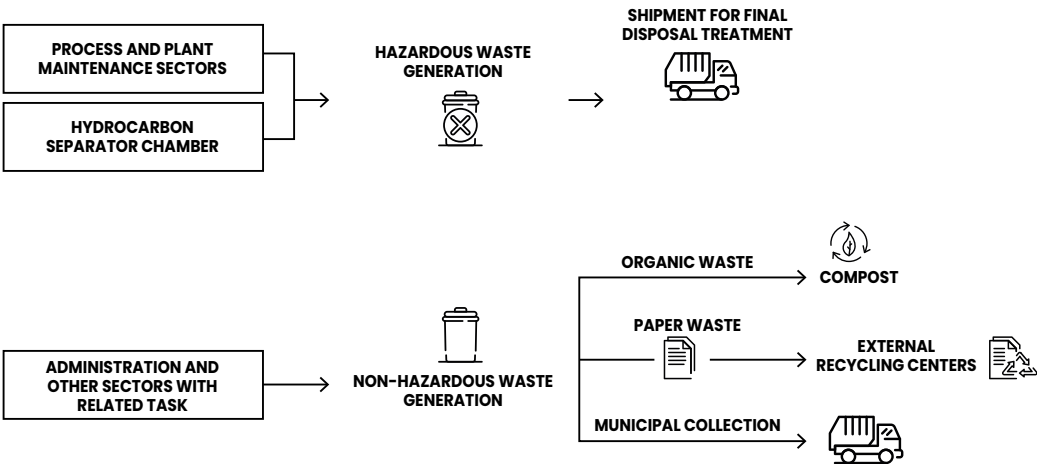 PROCESS AND PLANT
MAINTENANCE SECTORS
HYDROCARBON
SEPARATOR CHAMBER
HAZARDOUS WASTE
GENERATION
SHIPMENT FOR FINAL
DISPOSAL TREATMENT
ADMINISTRATION AND
OTHER SECTORS WITH
RELATED TASK
NON-HAZARDOUS WASTE
GENERATION
ORGANIC WASTE
COMPOST
PAPER WASTE
EXTERNAL
RECYCLING CENTERS
MUNICIPAL COLLECTION